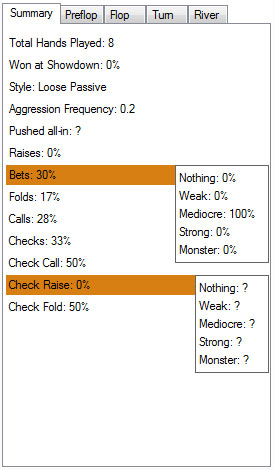 Summary Preflop Flop Turn River
Total Hands Played: 8
Won at Showdown: 0%
Style: Loose Passive
Aggression Frequency: 0.2
Pushed all-in: ?
Raises: 0%
Bets: 30%
Nothing: 0%
Weak: 0%
Mediocre: 100%
Strong: 0%
Monster: 0%
Folds: 17%
Calls: 28%
Checks: 33%
Check Call: 50%
Check Raise: 0%
Nothing: ?
Weak: ?
Mediocre: ?
Strong: ?
Monster: ?
Check Fold: 50%